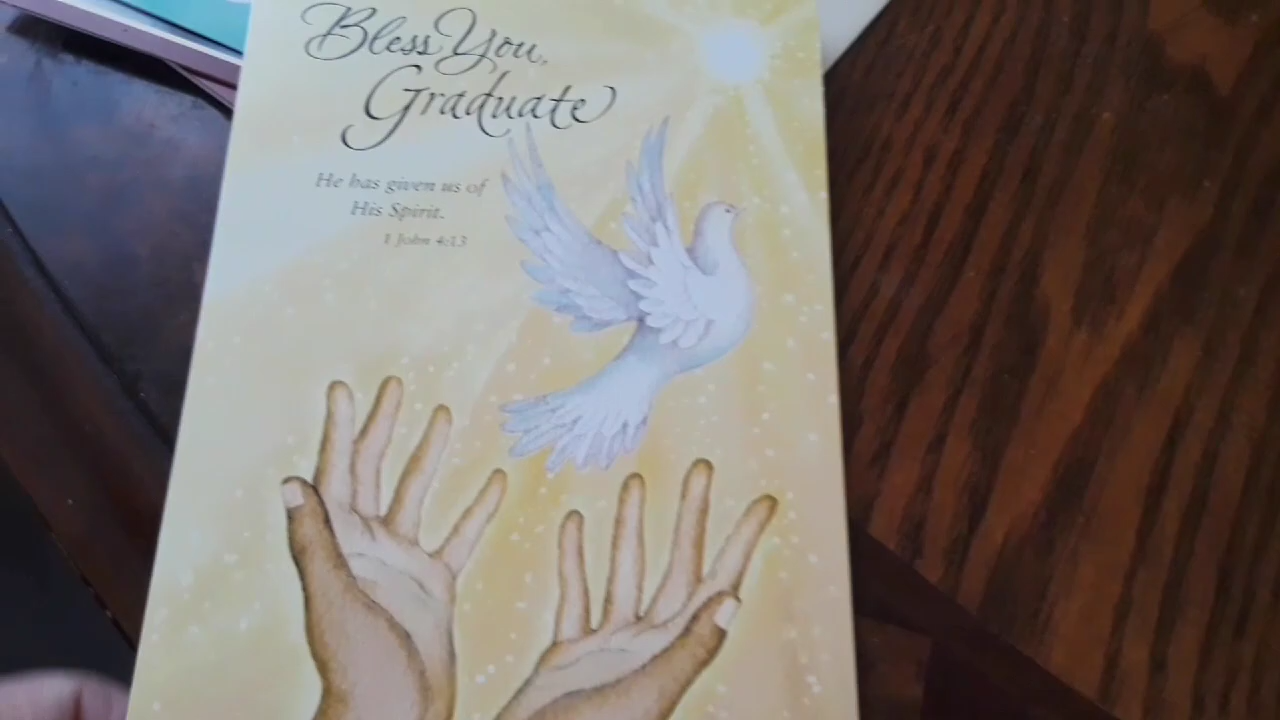 Bless You,
Graduate
He has given us of
His Spirit.
1 John 4:13